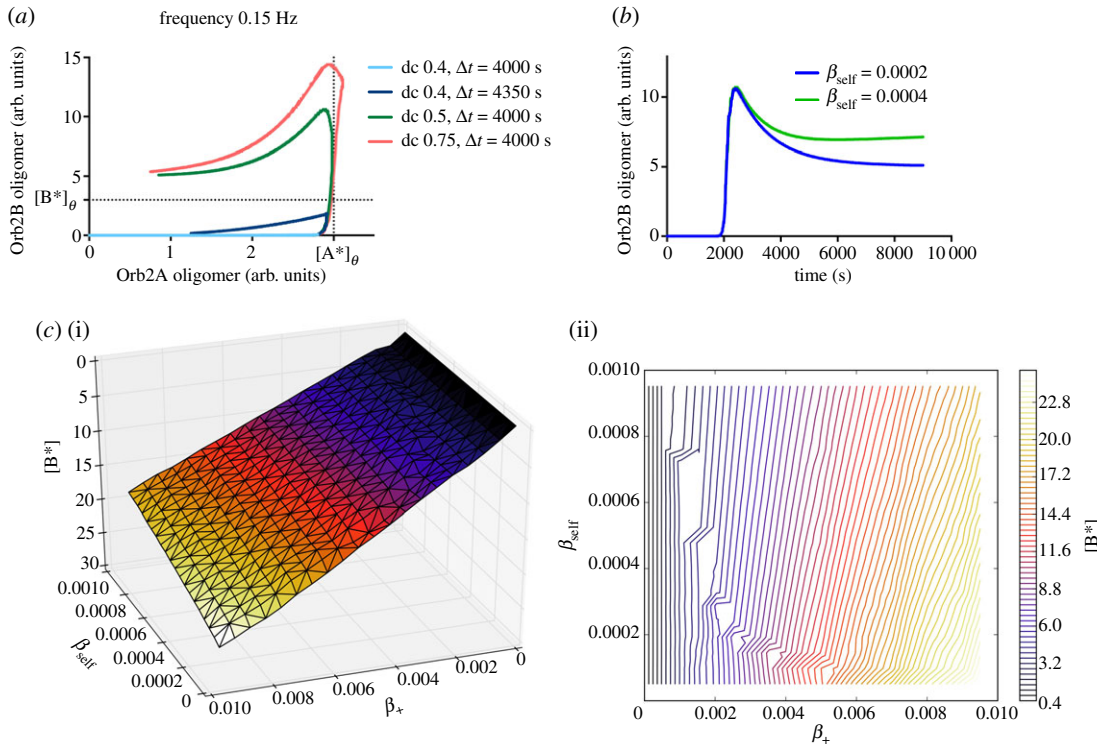 (a)
frequency 0.15 Hz
Orb2B oligomer (arb. units)
15
10
5
[B*]θ
0
0
1
2
[A*]θ
Orb2A oligomer (arb. units)
dc 0.4, Δt = 4000 s
dc 0.4, Δt = 4350 s
dc 0.5, Δt = 4000 s
dc 0.75, Δt = 4000 s
(b)
Orb2B oligomer (arb. units)
10
5
0
0
2000
4000
6000
8000
10 000
time (s)
βself = 0.0002
βself = 0.0004
(c) (i)
[B*]
0
5
10
15
20
25
30
0.0010
0.0008
0.0006
0.0004
0.0002
0
βself
0.010
0.008
0.006
0.004
0.002
0
β+
(ii)
βself
0.0010
0.0008
0.0006
0.0004
0.0002
0
0.002
0.004
0.006
0.008
0.010
β+
22.8
20.0
17.2
14.4
11.6
8.8
6.0
3.2
0.4
[B*]